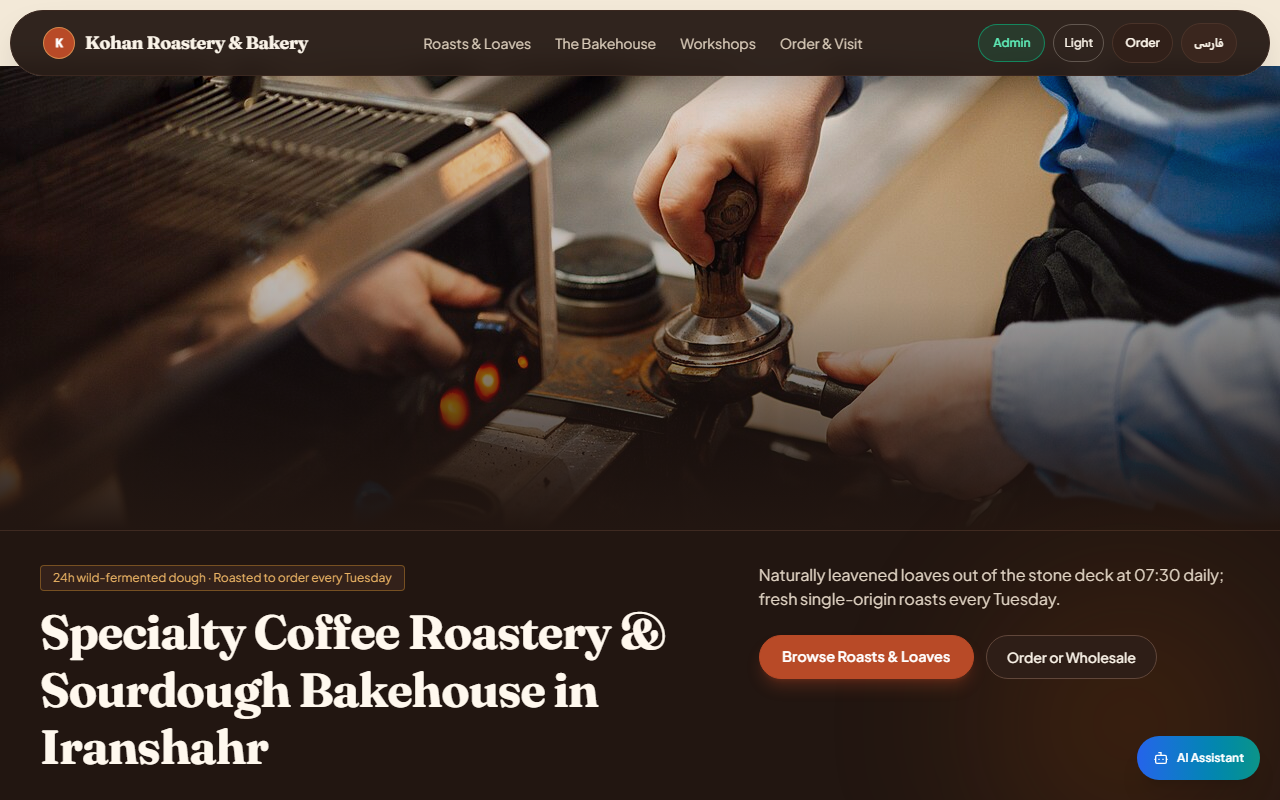 K
Kohan Roastery & Bakery
Roasts & Loaves
The Bakehouse
Workshops
Order & Visit
Admin
Light
Order
فارسی
24h wild-fermented dough · Roasted to order every Tuesday
Specialty Coffee Roastery &
Sourdough Bakehouse in
Iranshahr
Naturally leavened loaves out of the stone deck at 07:30 daily;
fresh single-origin roasts every Tuesday.
Browse Roasts & Loaves
Order or Wholesale
AI Assistant